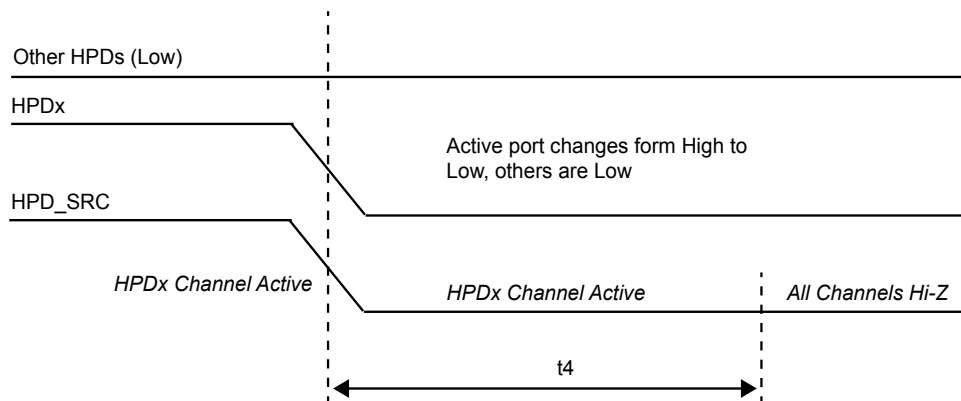 Other HPDs (Low)
HPDx
Active port changes form High to
Low, others are Low
HPD_SRC
HPDx Channel Active
HPDx Channel Active
All Channels Hi-Z
t4